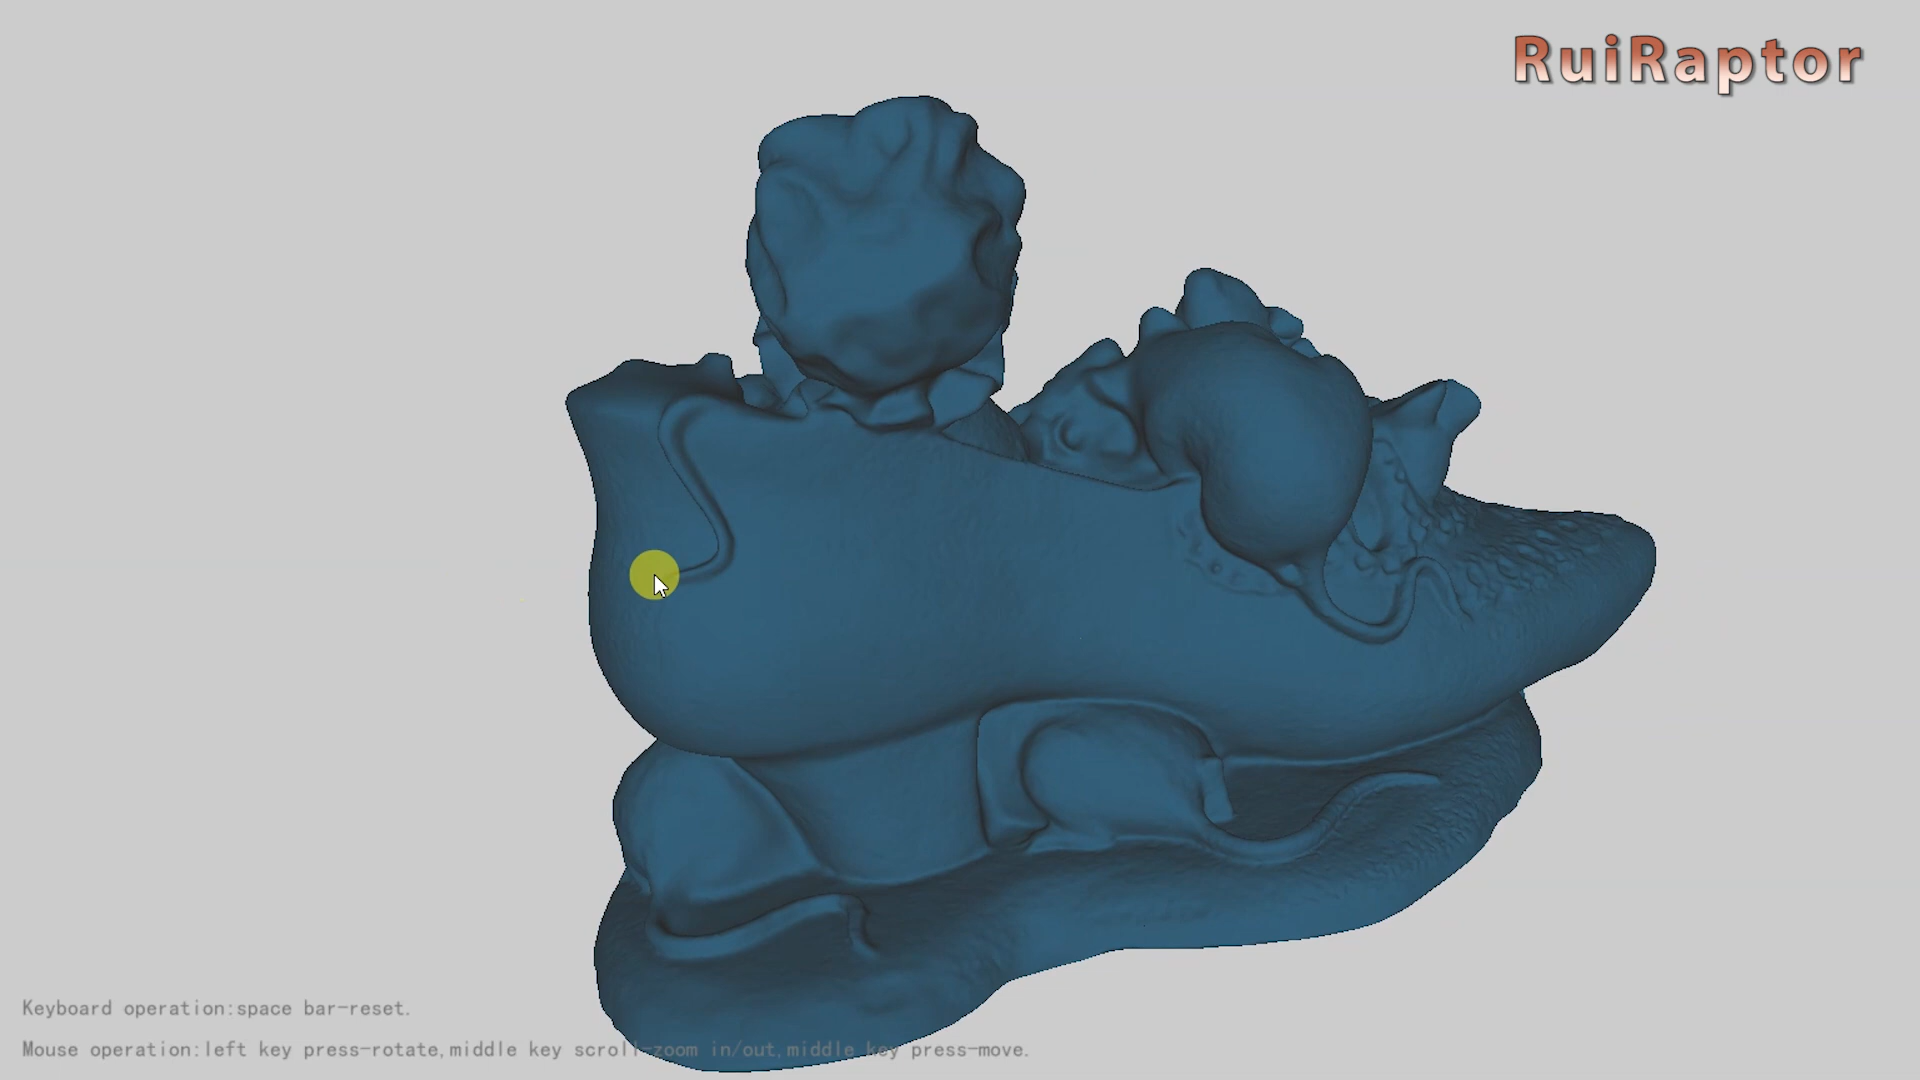 RuiRaptor
Keyboard operation:space bar-reset.
Mouse operation:left key press-rotate,middle key scroll-zoom in/out,middle key press-move.